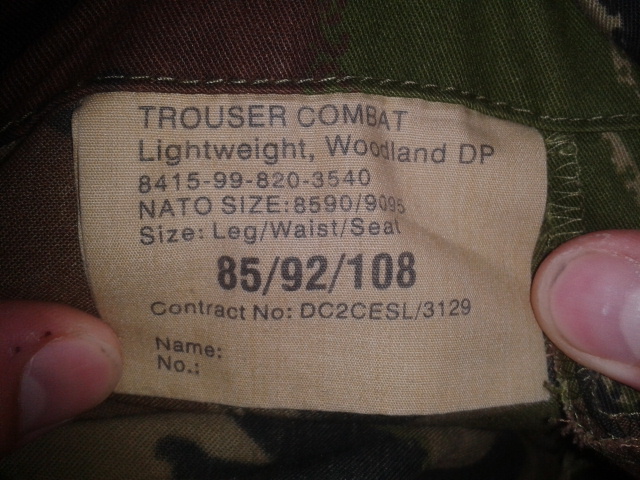 TROUSER COMBAT
Lightweight, Woodland DP
8415-99-820-3540
NATO SIZE:8590/9095
Size: Leg/Waist/Seat
85/92/108
Contract No: DC2CESL/3129
Name:
No.: